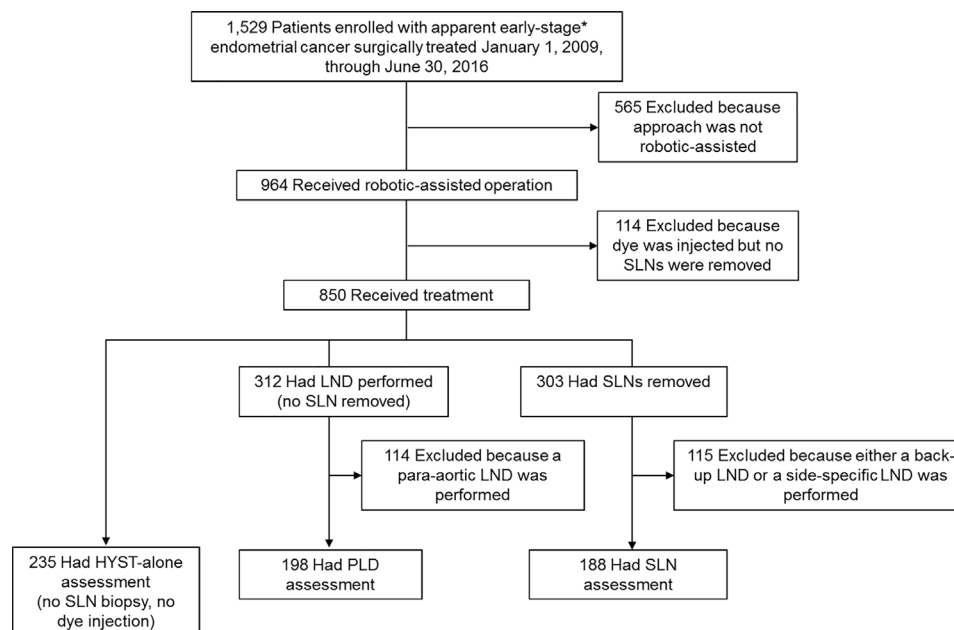 1,529 Patients enrolled with apparent early-stage*
endometrial cancer surgically treated January 1, 2009,
through June 30, 2016
565 Excluded because
approach was not
robotic-assisted
964 Received robotic-assisted operation
114 Excluded because
dye was injected but no
SLNs were removed
850 Received treatment
312 Had LND performed
(no SLN removed)
303 Had SLNs removed
114 Excluded because a
para-aortic LND was
performed
115 Excluded because either a back-
up LND or a side-specific LND was
performed
235 Had HYST-alone
assessment
(no SLN biopsy, no
dye injection)
198 Had PLD
assessment
188 Had SLN
assessment